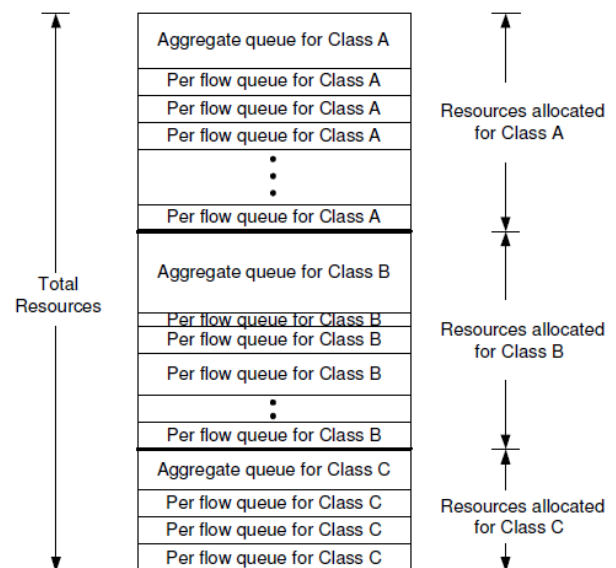 Aggregate queue for Class A
Per flow queue for Class A
Per flow queue for Class A
Per flow queue for Class A
Per flow queue for Class A
Resources allocated
for Class A
Total
Resources
Aggregate queue for Class B
Per flow queue for Class B
Per flow queue for Class B
Per flow queue for Class B
Per flow queue for Class B
Resources allocated
for Class B
Aggregate queue for Class C
Per flow queue for Class C
Per flow queue for Class C
Per flow queue for Class C
Resources allocated
for Class C